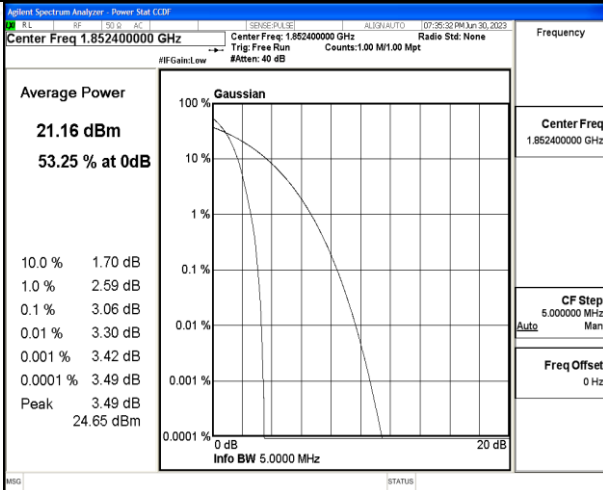 Agilent Spectrum Analyzer - Power Stat CCDF
RL RF 50 Ω AC SENSE:PULSE ALIGNAUTO 07:35:32 PM Jun 30, 2023
Center Freq 1.852400000 GHz
Center Freq: 1.852400000 GHz Radio Std: None
Trig: Free Run Counts:1.00 M/1.00 Mpt
#IFGain:Low #Atten: 40 dB
Frequency
Average Power
21.16 dBm
53.25 % at 0dB
10.0 % 1.70 dB
1.0 % 2.59 dB
0.1 % 3.06 dB
0.01 % 3.30 dB
0.001 % 3.42 dB
0.0001 % 3.49 dB
Peak 3.49 dB
24.65 dBm
Gaussian
100 %
10 %
1 %
0.1 %
0.01 %
0.001 %
0.0001 %
0 dB 20 dB
Info BW 5.0000 MHz
Center Freq
1.852400000 GHz
CF Step
5.000000 MHz
Auto Man
Freq Offset
0 Hz
MSG STATUS